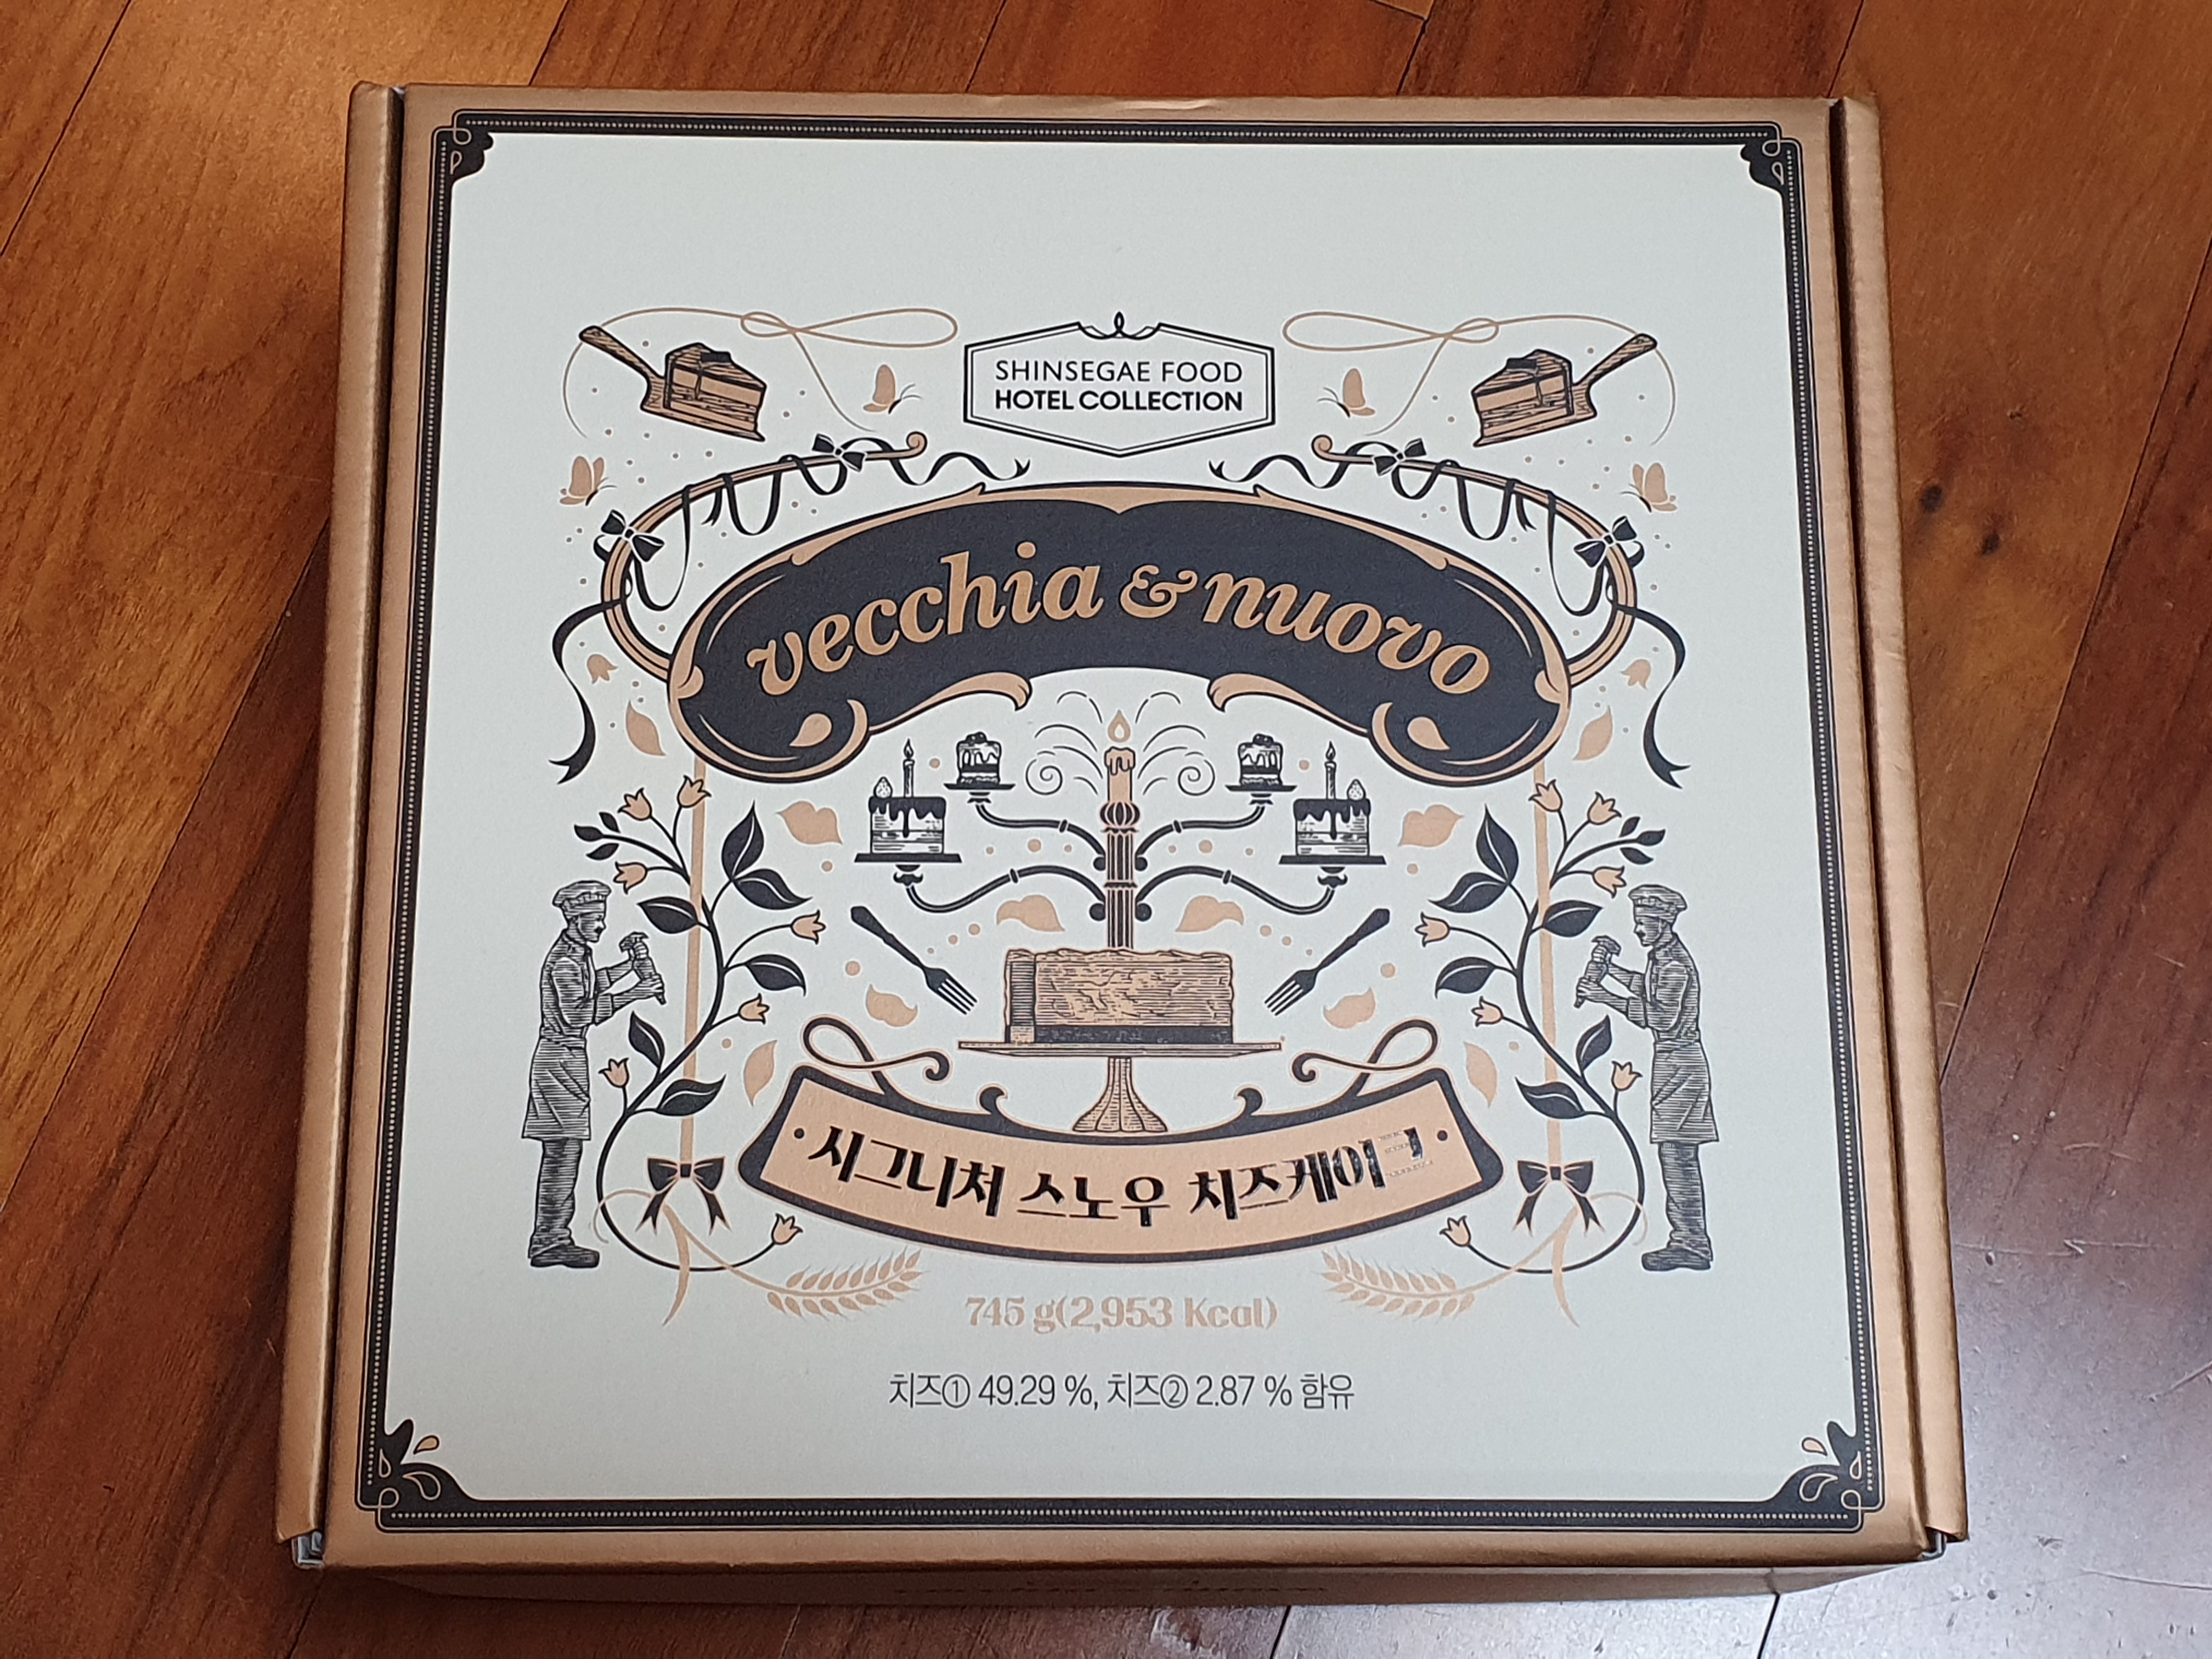 SHINSEGAE FOOD
HOTEL COLLECTION
vecchia & nuovo
시그니처 스노우 치즈케이크
745 g(2,953 Kcal)
치즈① 49.29 %, 치즈② 2.87 % 함유